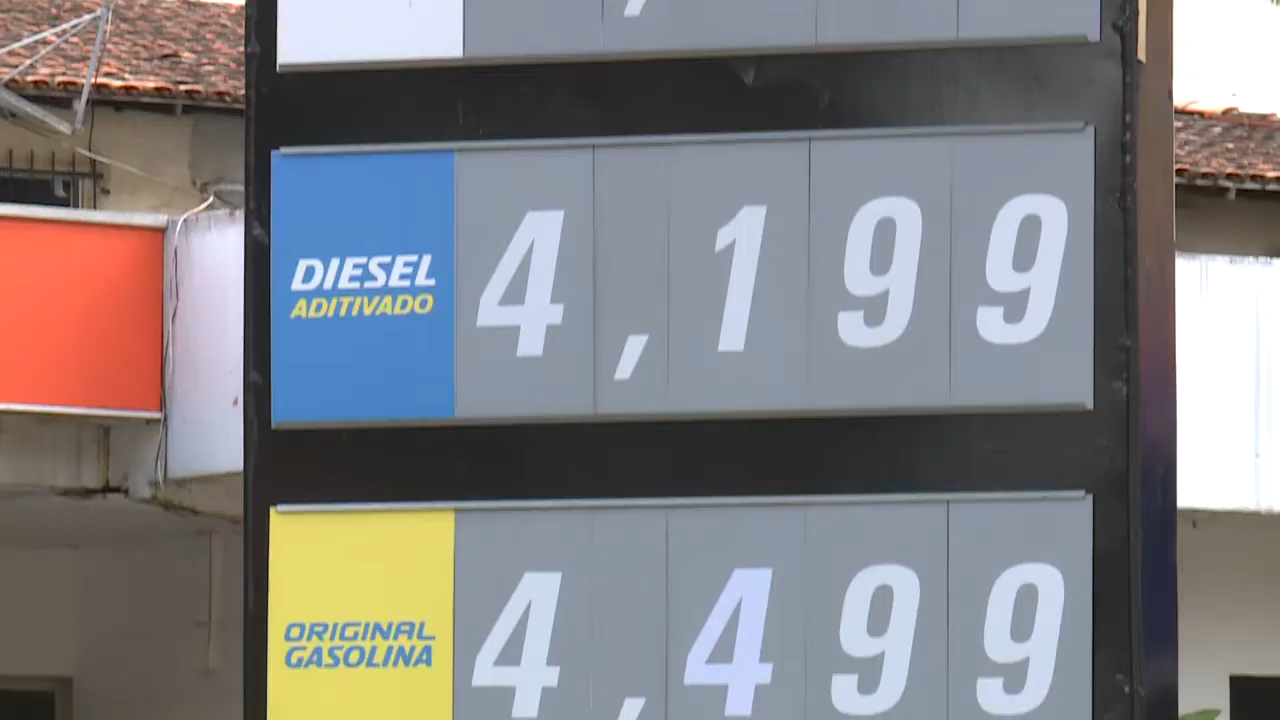 DIESEL
ADITIVADO
4,199
ORIGINAL
GASOLINA
4,499